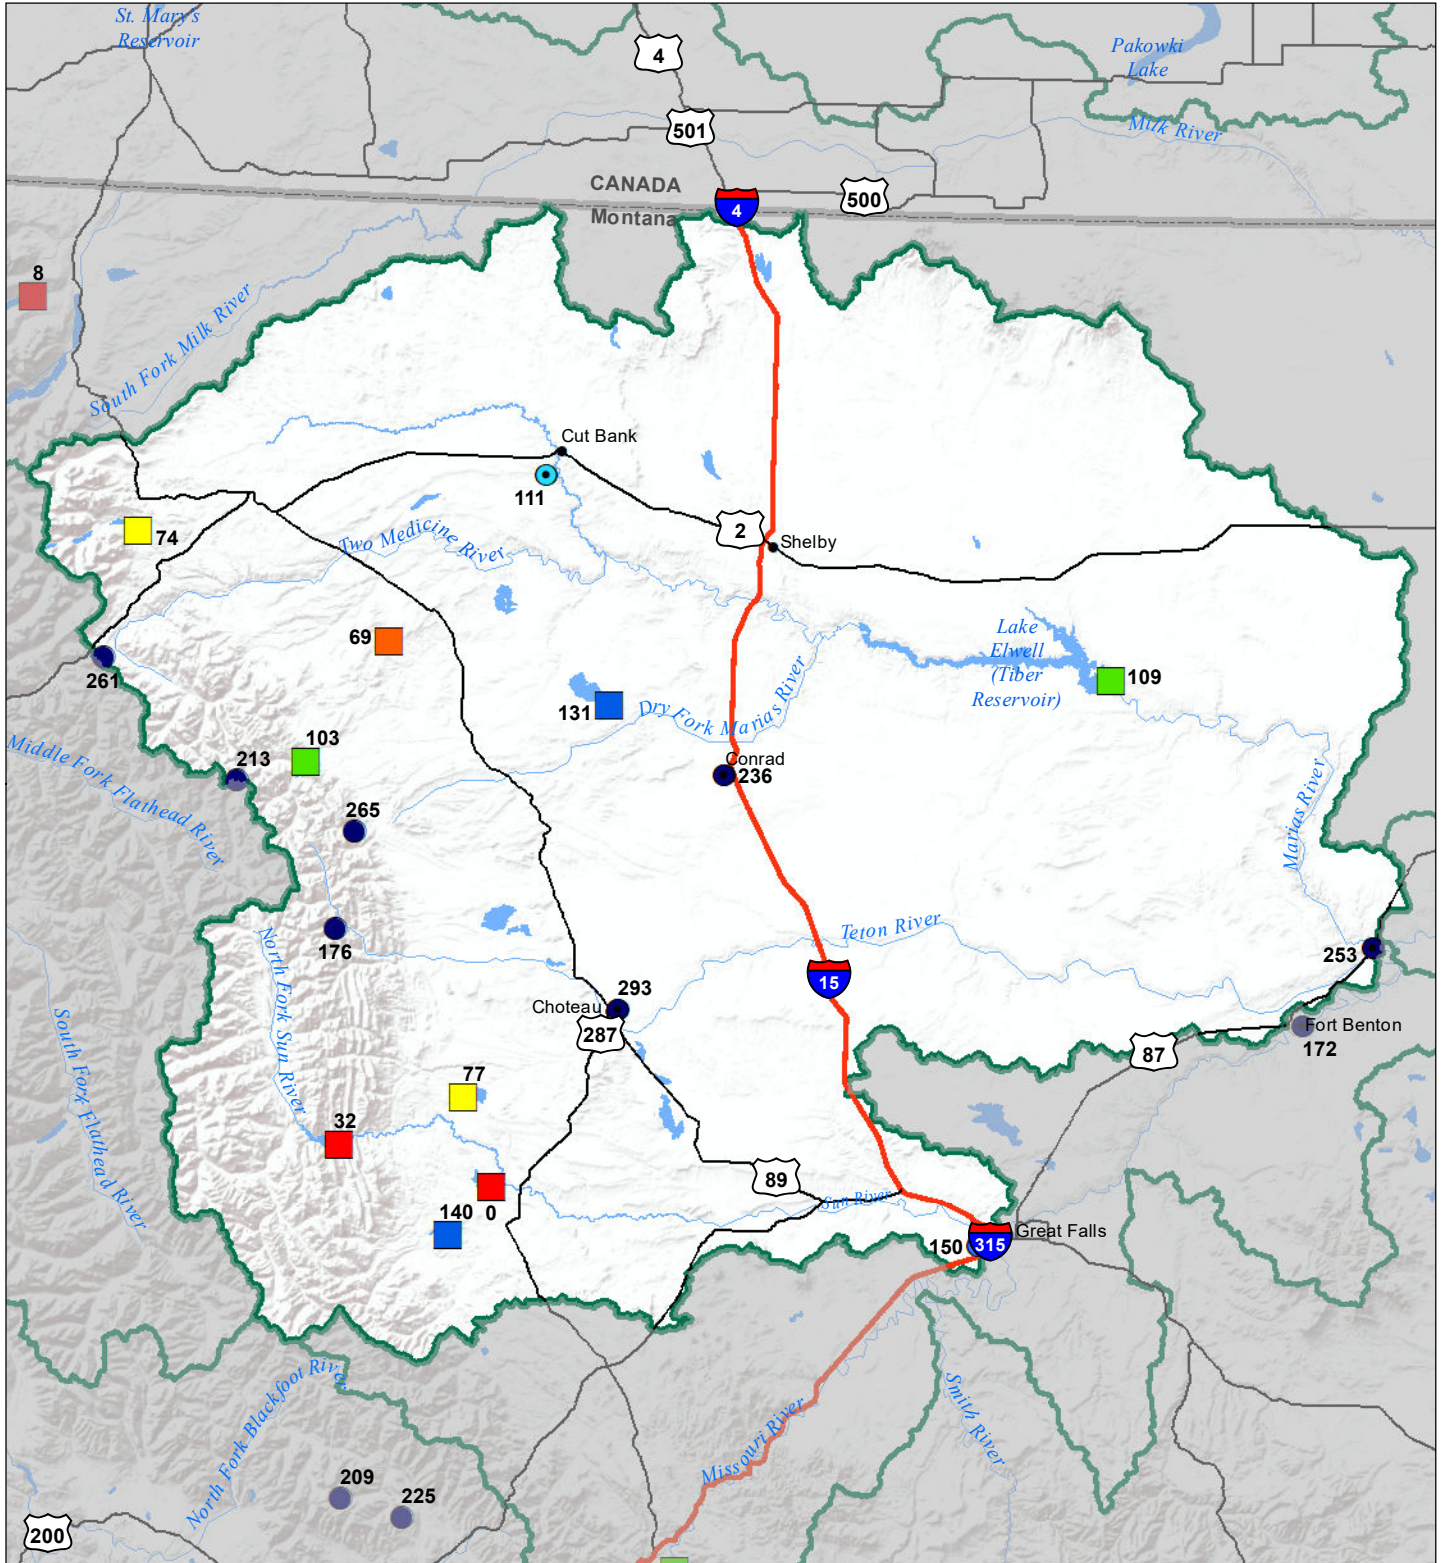 St. Mary's
Reservoir
4
Pakowki
Lake
501
Milk River
CANADA
Montana
4
500
8
South Fork Milk River
Cut Bank
111
2
Shelby
74
Two Medicine River
69
261
Lake
Elwell
(Tiber
Reservoir)
109
131
Dry Fork Marias River
103
213
Middle Fork Flathead River
Conrad
236
265
Marias River
176
North Fork Sun River
Teton River
253
15
293
Choteau
287
Fort Benton
172
87
South Fork Flathead River
77
32
89
Sun River
140
0
150
315
Great Falls
North Fork Blackfoot River
Missouri River
Smith River
209
225
200